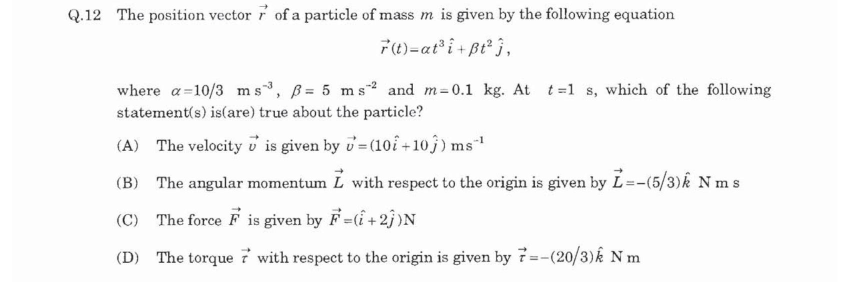 Q.12 The position vector r⃗ of a particle of mass m is given by the following equation
r⃗(t)=αt³ î + βt² ĵ,
where α=10/3 m s⁻³, β= 5 m s⁻² and m=0.1 kg. At t=1 s, which of the following
statement(s) is(are) true about the particle?
(A) The velocity v⃗ is given by v⃗=(10î+10ĵ) ms⁻¹
(B) The angular momentum L⃗ with respect to the origin is given by L⃗=−(5/3)k̂ N m s
(C) The force F⃗ is given by F⃗=(î+2ĵ)N
(D) The torque τ⃗ with respect to the origin is given by τ⃗=−(20/3)k̂ N m